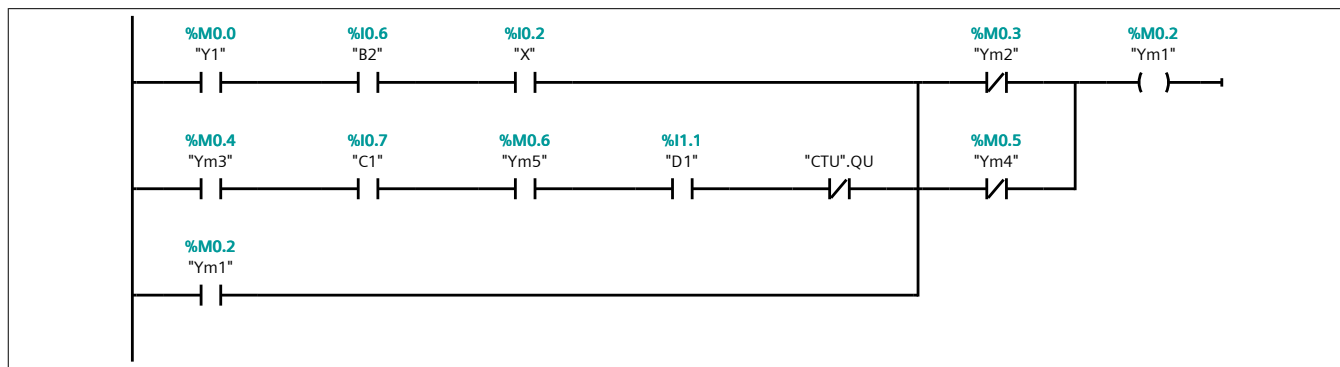 %M0.0 %I0.6 %I0.2 %M0.3 %M0.2
"Y1" "B2" "X" "Ym2" "Ym1"
%M0.4 %I0.7 %M0.6 %I1.1 %M0.5
"Ym3" "C1" "Ym5" "D1" "CTU".QU "Ym4"
%M0.2
"Ym1"